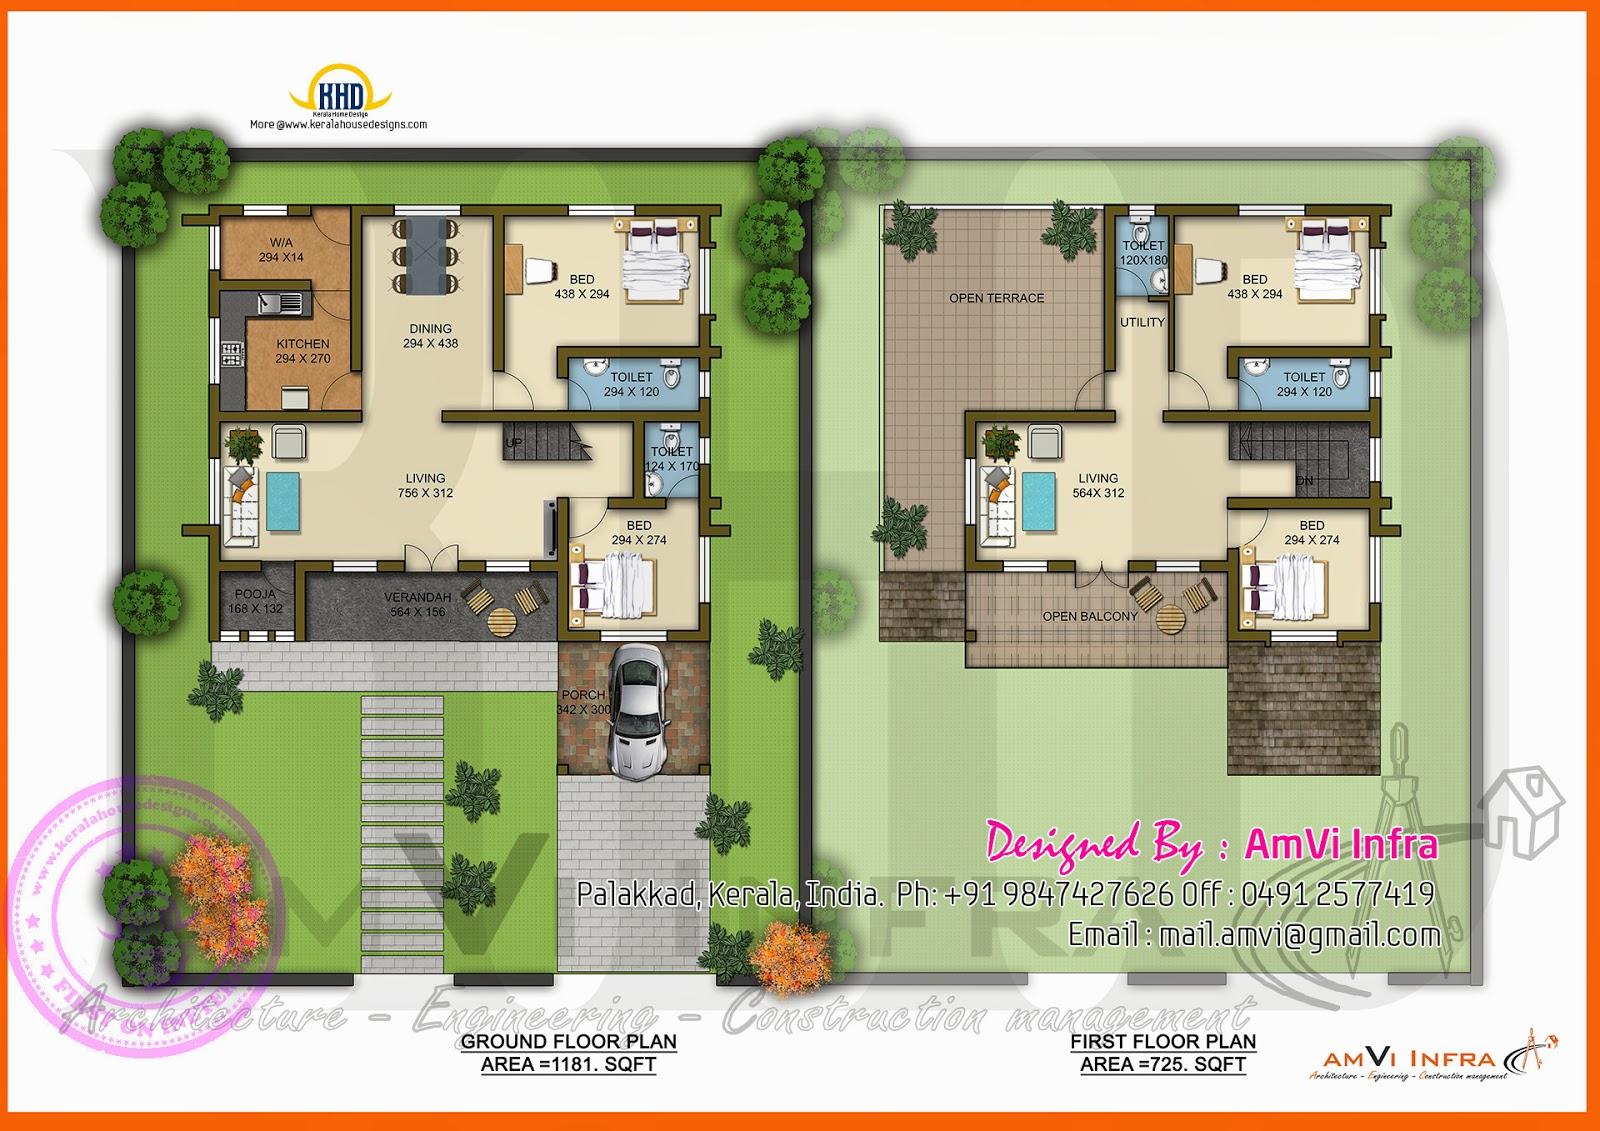 KHD
Kerala Home Design
More @www.keralahousedesigns.com
W/A
294 X14
KITCHEN
294 X 270
DINING
294 X 438
BED
438 X 294
TOILET
294 X 120
UP
TOILET
124 X 170
LIVING
756 X 312
BED
294 X 274
POOJA
168 X 132
VERANDAH
564 X 156
PORCH
342 X 300
OPEN TERRACE
TOILET
120X180
UTILITY
BED
438 X 294
TOILET
294 X 120
LIVING
564X 312
DN
BED
294 X 274
OPEN BALCONY
www.keralahousedesigns.com
Designed By : AmVi Infra
Palakkad, Kerala, India. Ph: +91 9847427626 Off : 0491 2577419
Email : mail.amvi@gmail.com
AMVI INFRA
Architecture - Engineering - Construction management
GROUND FLOOR PLAN
AREA =1181. SQFT
FIRST FLOOR PLAN
AREA =725. SQFT
AMVI INFRA
Architecture - Engineering - Construction management